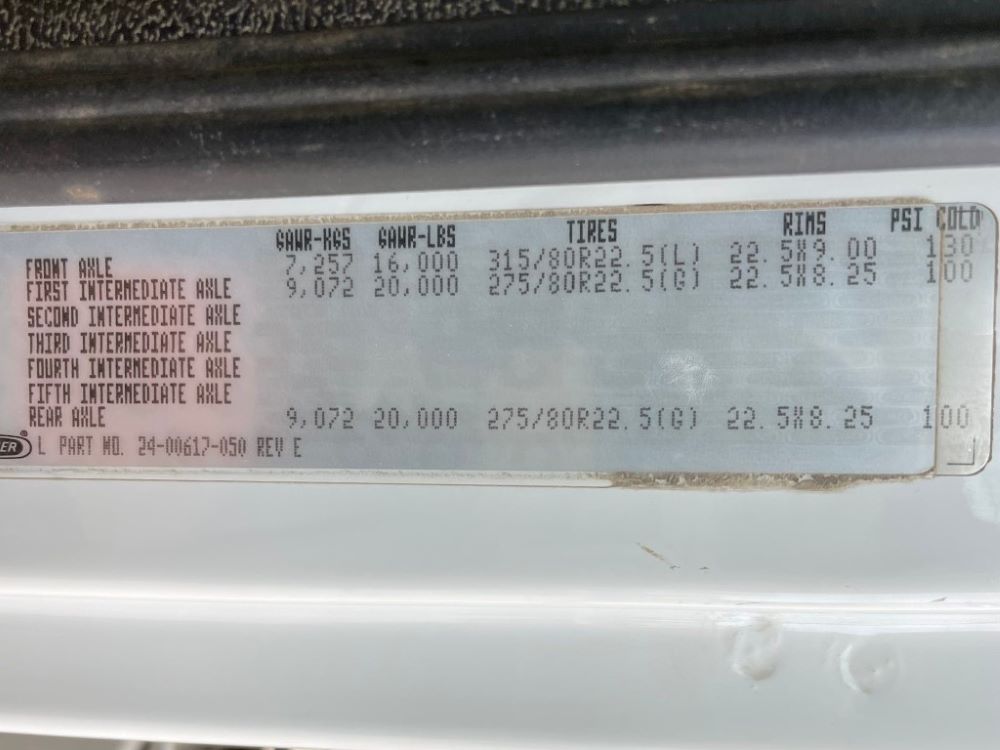 GAWR-KGS GAWR-LBS TIRES RIMS PSI COLD
FRONT AXLE 7,257 16,000 315/80R22.5(L) 22.5X9.00 130
FIRST INTERMEDIATE AXLE 9,072 20,000 275/80R22.5(G) 22.5X8.25 100
SECOND INTERMEDIATE AXLE
THIRD INTERMEDIATE AXLE
FOURTH INTERMEDIATE AXLE
FIFTH INTERMEDIATE AXLE
REAR AXLE 9,072 20,000 275/80R22.5(G) 22.5X8.25 100
ER® L PART NO. 24-00617-050 REV E